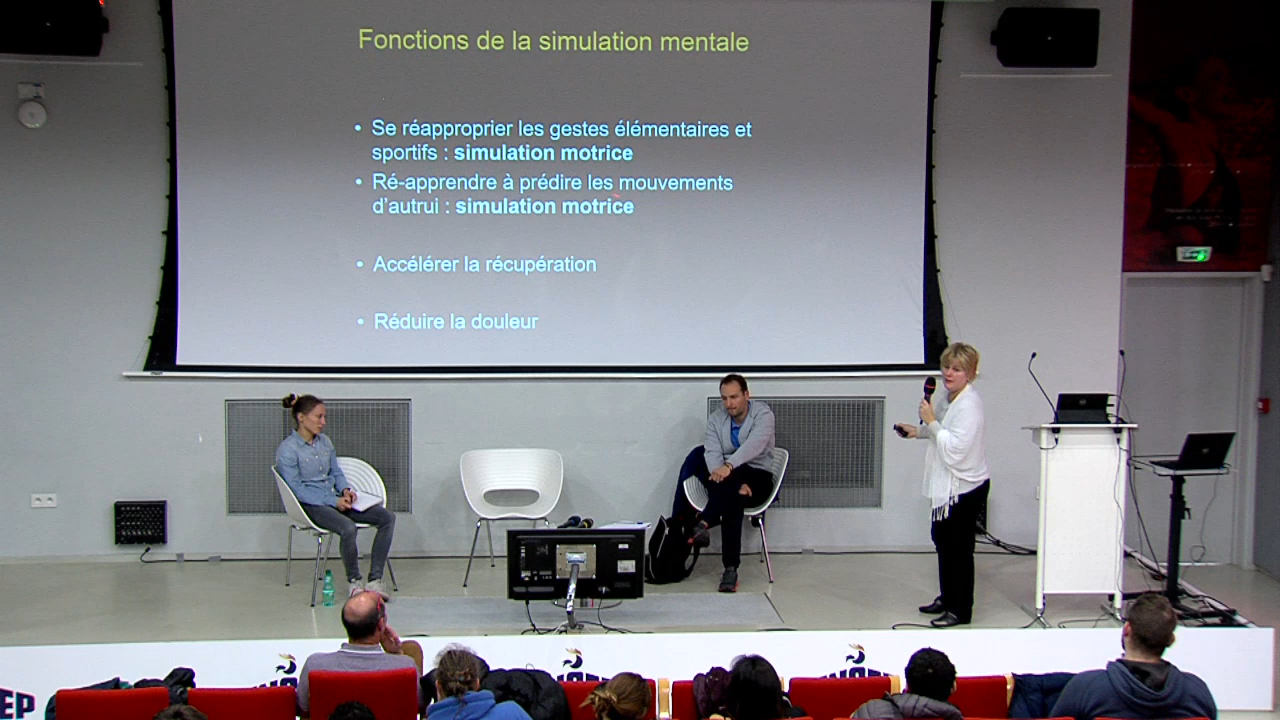 Fonctions de la simulation mentale
• Se réapproprier les gestes élémentaires et
sportifs : simulation motrice
• Ré-apprendre à prédire les mouvements
d'autrui : simulation motrice
• Accélérer la récupération
• Réduire la douleur
EP